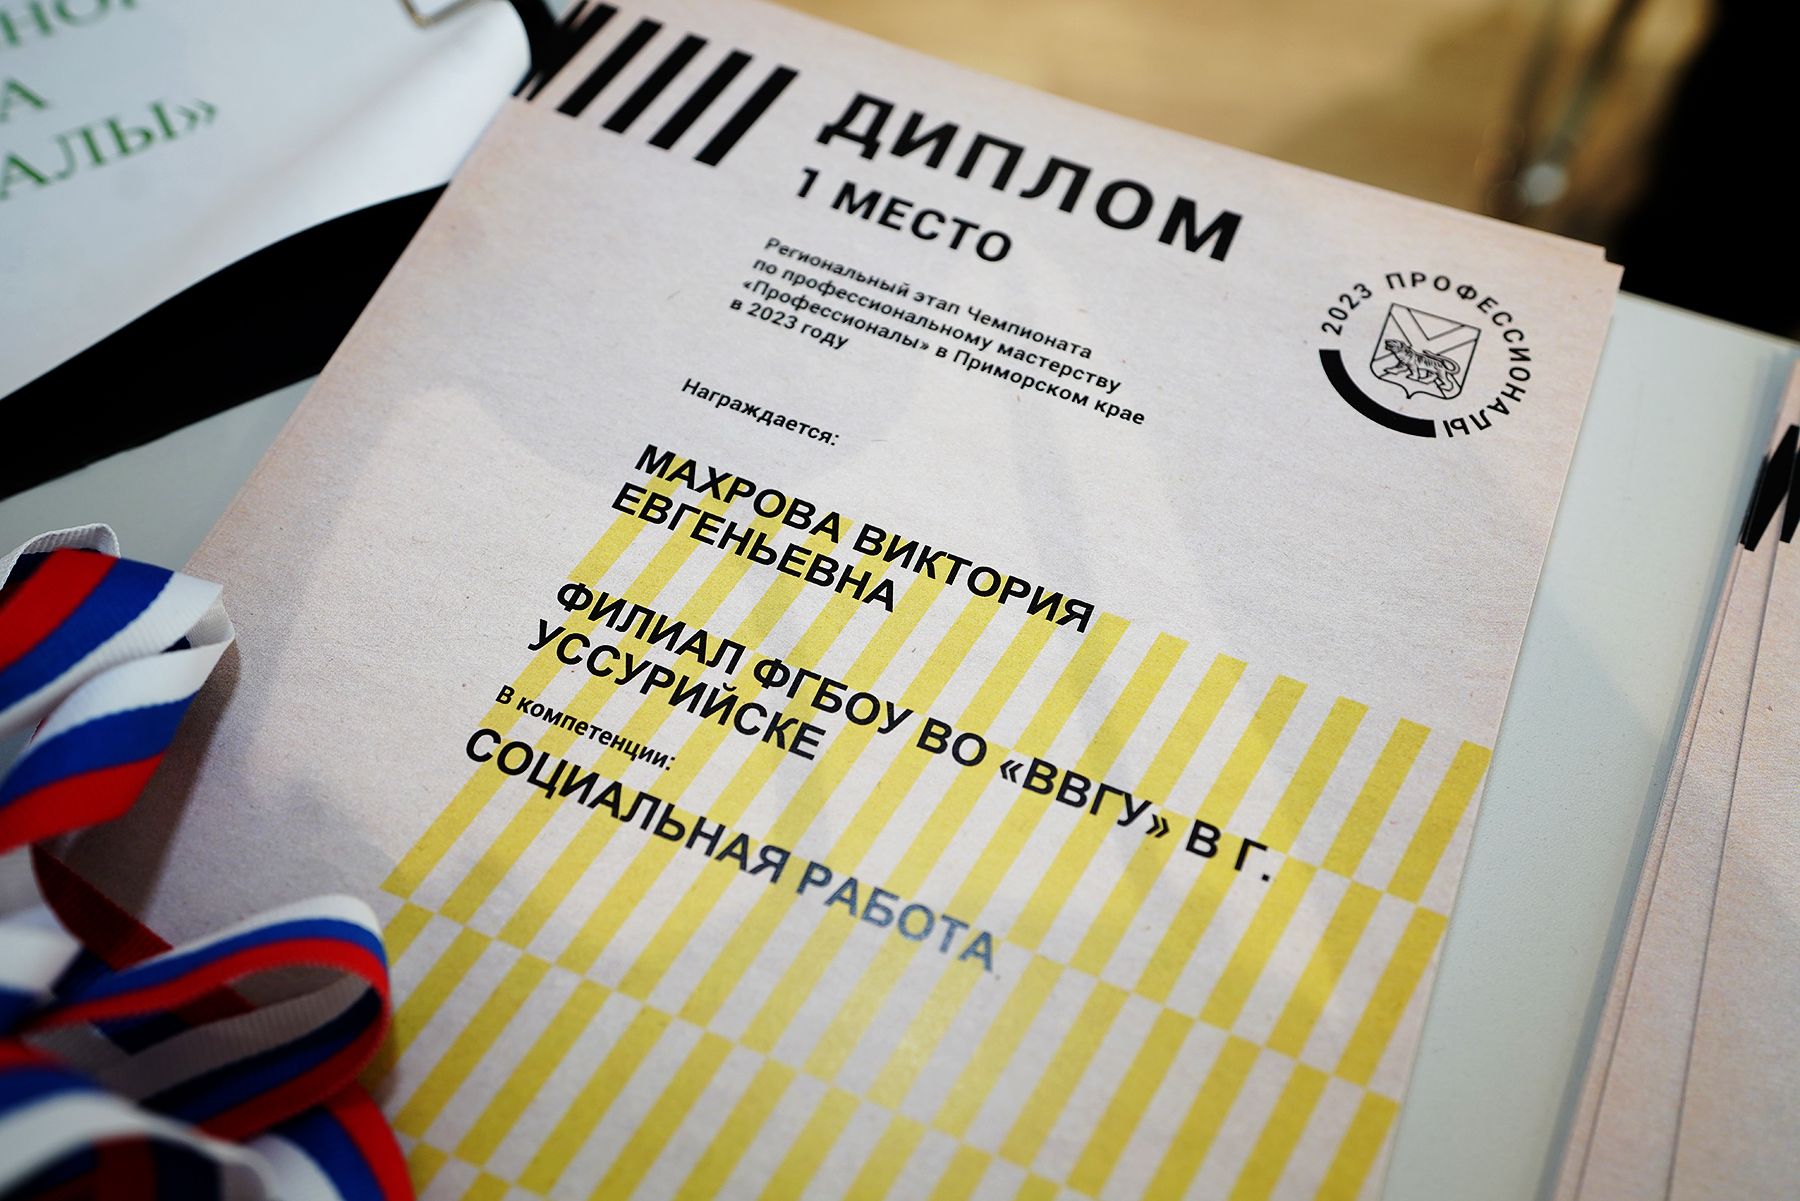 ДИПЛОМ
1 МЕСТО
Региональный этап Чемпионата
по профессиональному мастерству
«Профессионалы» в Приморском крае
в 2023 году
2023 ПРОФЕССИОНАЛЫ
Награждается:
МАХРОВА ВИКТОРИЯ
ЕВГЕНЬЕВНА
ФИЛИАЛ ФГБОУ ВО «ВВГУ» В Г.
УССУРИЙСКЕ
В компетенции:
СОЦИАЛЬНАЯ РАБОТА